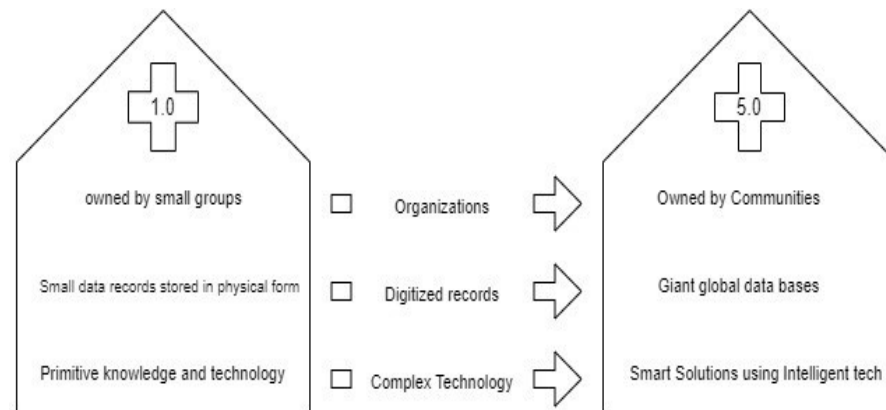 1.0
5.0
owned by small groups
Organizations
Owned by Communities
Small data records stored in physical form
Digitized records
Giant global data bases
Primitive knowledge and technology
Complex Technology
Smart Solutions using Intelligent tech